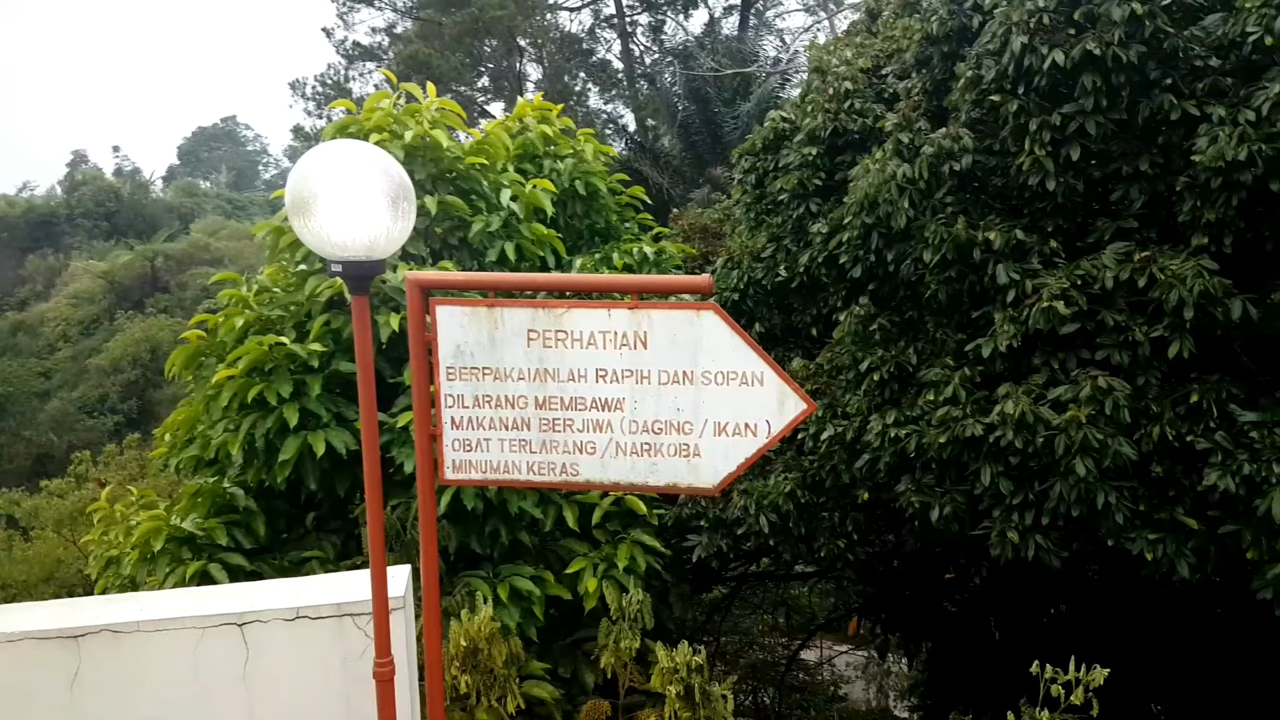 PERHATIAN
BERPAKAIANLAH RAPIH DAN SOPAN
DILARANG MEMBAWA :
· MAKANAN BERJIWA (DAGING / IKAN )
· OBAT TERLARANG / NARKOBA
· MINUMAN KERAS